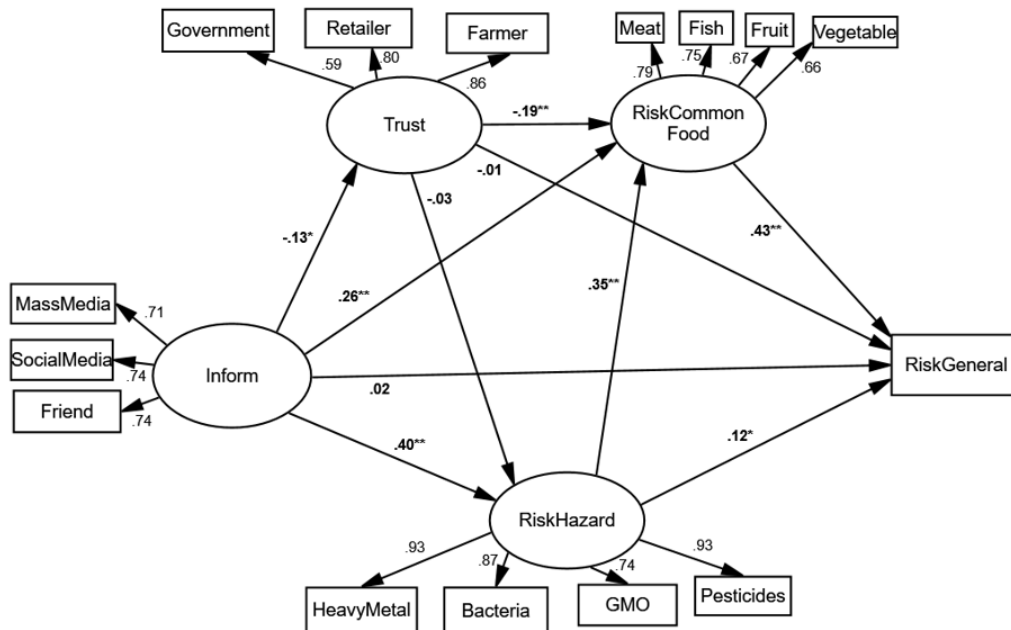 Government
Retailer
Farmer
Meat
Fish
Fruit
Vegetable
.59
.80
.86
.79
.75
.67
.66
Trust
RiskCommon
Food
-.19**
-.01
-.03
-.13*
.26**
.35**
.43**
MassMedia
.71
SocialMedia
.74
Friend
.74
Inform
.02
RiskGeneral
.40**
.12*
RiskHazard
.93
.87
.74
.93
HeavyMetal
Bacteria
GMO
Pesticides